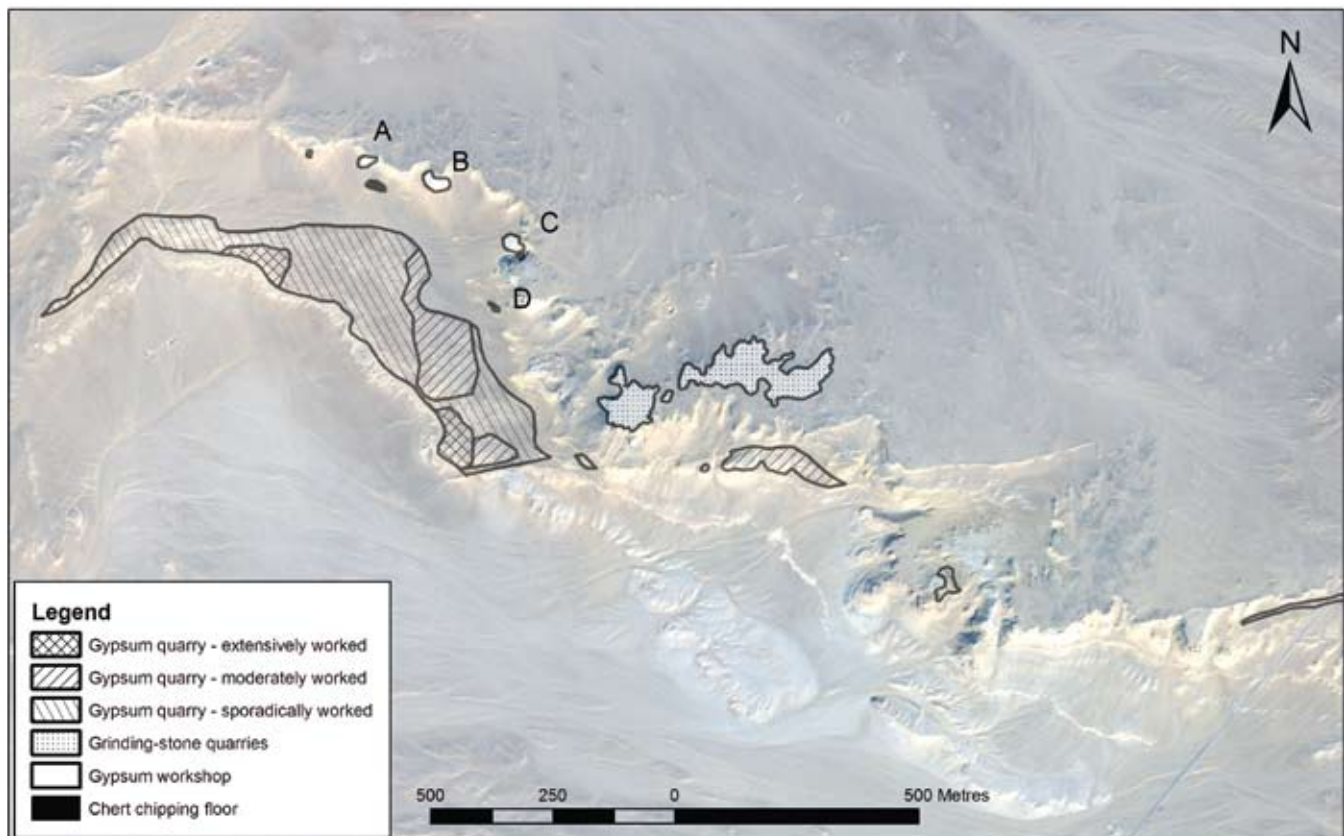 N
A
B
C
D
Legend
Gypsum quarry - extensively worked
Gypsum quarry - moderately worked
Gypsum quarry - sporadically worked
Grinding-stone quarries
Gypsum workshop
Chert chipping floor
500 250 0 500 Metres